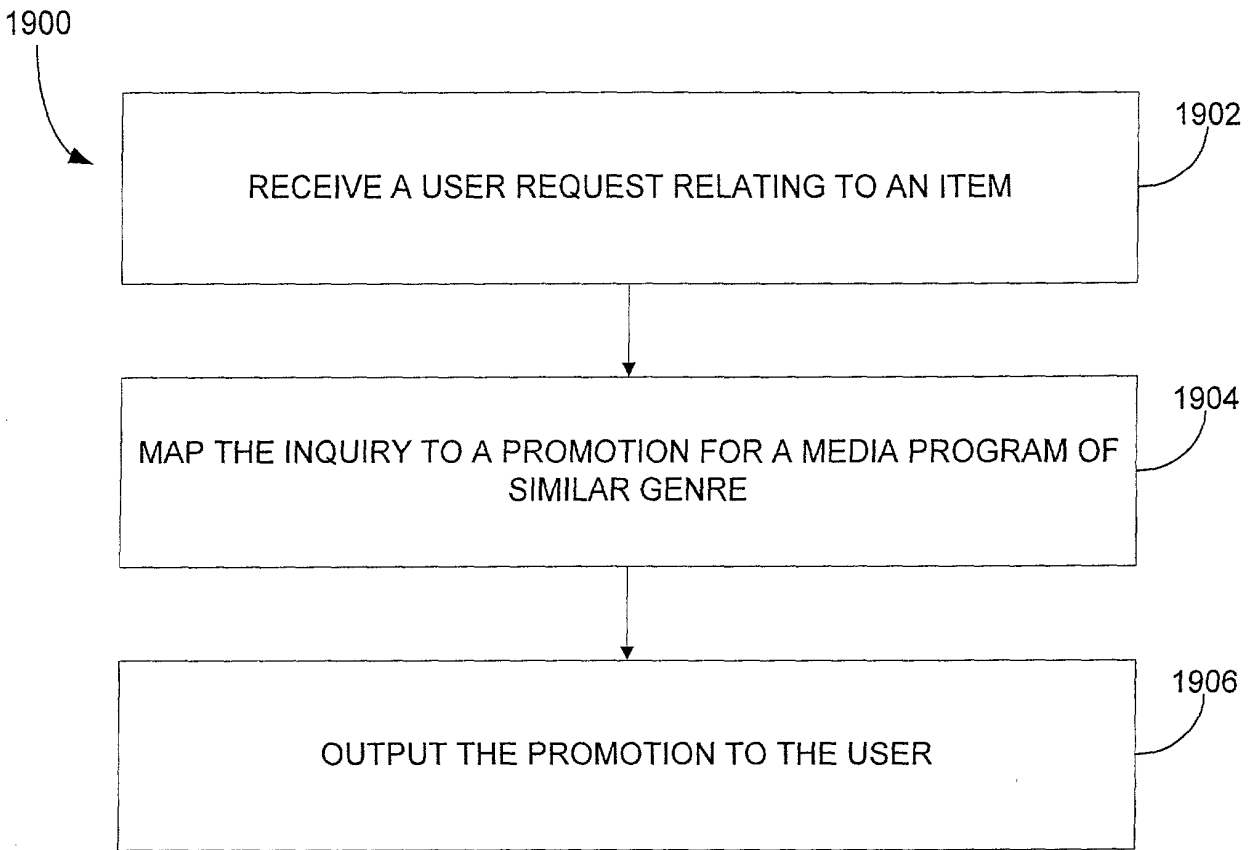 1900
1902
RECEIVE A USER REQUEST RELATING TO AN ITEM
1904
MAP THE INQUIRY TO A PROMOTION FOR A MEDIA PROGRAM OF
SIMILAR GENRE
1906
OUTPUT THE PROMOTION TO THE USER